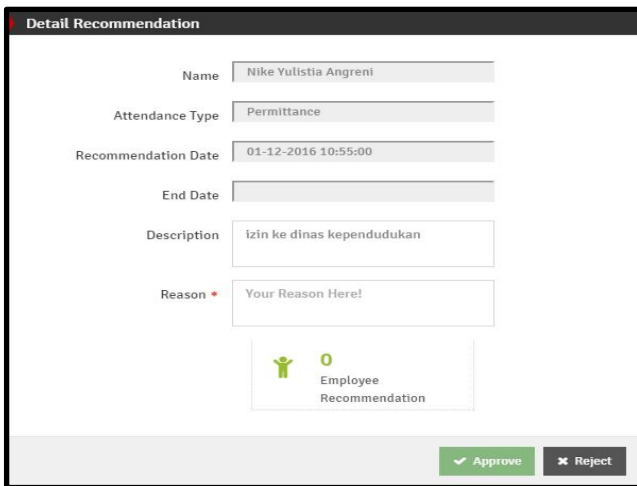 Detail Recommendation
Name Nike Yulistia Angreni
Attendance Type Permittance
Recommendation Date 01-12-2016 10:55:00
End Date
Description izin ke dinas kependudukan
Reason * Your Reason Here!
0
Employee
Recommendation
Approve Reject